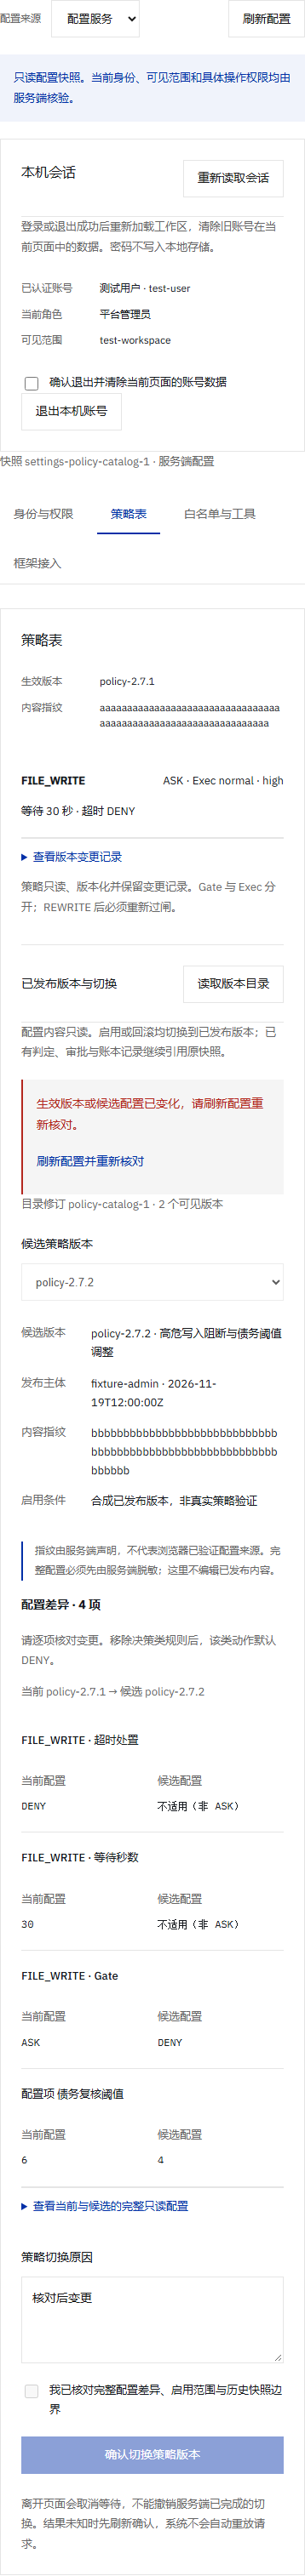 配置来源 配置服务 刷新配置
只读配置快照。当前身份、可见范围和具体操作权限均由
服务端核验。
本机会话 重新读取会话
登录或退出成功后重新加载工作区，清除旧账号在当
前页面中的数据。密码不写入本地存储。
已认证账号 测试用户 · test-user
当前角色 平台管理员
可见范围 test-workspace
确认退出并清除当前页面的账号数据
退出本机账号
快照 settings-policy-catalog-1 · 服务端配置
身份与权限 策略表 白名单与工具
框架接入
策略表
生效版本 policy-2.7.1
内容指纹 aaaaaaaaaaaaaaaaaaaaaaaaaaaaaaaaa
aaaaaaaaaaaaaaaaaaaaaaaaaaaaaaa
FILE_WRITE ASK · Exec normal · high
等待 30 秒 · 超时 DENY
查看版本变更记录
策略只读、版本化并保留变更记录。Gate 与 Exec 分
开；REWRITE 后必须重新过闸。
已发布版本与切换 读取版本目录
配置内容只读。启用或回滚均切换到已发布版本；已
有判定、审批与账本记录继续引用原快照。
生效版本或候选配置已变化，请刷新配置重
新核对。
刷新配置并重新核对
目录修订 policy-catalog-1 · 2 个可见版本
候选策略版本
policy-2.7.2
候选版本 policy-2.7.2 · 高危写入阻断与债务阈值
调整
发布主体 fixture-admin · 2026-11-
19T12:00:00Z
内容指纹 bbbbbbbbbbbbbbbbbbbbbbbbbbbbb
bbbbbbbbbbbbbbbbbbbbbbbbbbbbb
bbbbbb
启用条件 合成已发布版本，非真实策略验证
指纹由服务端声明，不代表浏览器已验证配置来源。完
整配置必须先由服务端脱敏；这里不编辑已发布内容。
配置差异 · 4 项
请逐项核对变更。移除决策类规则后，该类动作默认
DENY。
当前 policy-2.7.1 → 候选 policy-2.7.2
FILE_WRITE · 超时处置
当前配置 候选配置
DENY 不适用（非 ASK）
FILE_WRITE · 等待秒数
当前配置 候选配置
30 不适用（非 ASK）
FILE_WRITE · Gate
当前配置 候选配置
ASK DENY
配置项 债务复核阈值
当前配置 候选配置
6 4
查看当前与候选的完整只读配置
策略切换原因
核对后变更
我已核对完整配置差异、启用范围与历史快照边
界
确认切换策略版本
离开页面会取消等待，不能撤销服务端已完成的切
换。结果未知时先刷新确认，系统不会自动重放请
求。